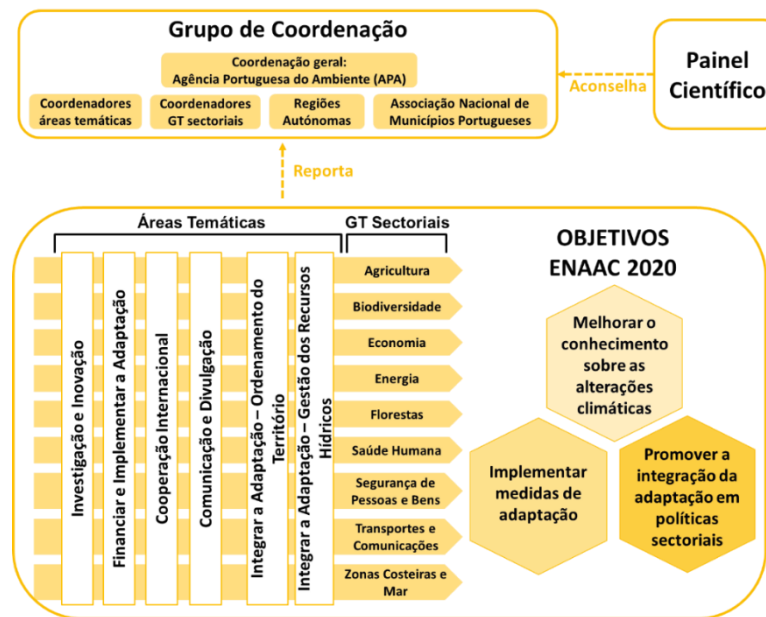 Grupo de Coordenação
Coordenação geral:
Agência Portuguesa do Ambiente (APA)
Coordenadores
áreas temáticas
Coordenadores
GT sectoriais
Regiões
Autónomas
Associação Nacional de
Municípios Portugueses
Painel
Científico
Aconselha
Reporta
Áreas Temáticas
GT Sectoriais
Investigação e Inovação
Financiar e Implementar a Adaptação
Cooperação Internacional
Comunicação e Divulgação
Integrar a Adaptação – Ordenamento do
Território
Integrar a Adaptação – Gestão dos Recursos
Hídricos
Agricultura
Biodiversidade
Economia
Energia
Florestas
Saúde Humana
Segurança de
Pessoas e Bens
Transportes e
Comunicações
Zonas Costeiras e
Mar
OBJETIVOS
ENAAC 2020
Melhorar o
conhecimento
sobre as
alterações
climáticas
Implementar
medidas de
adaptação
Promover a
integração da
adaptação em
políticas
sectoriais